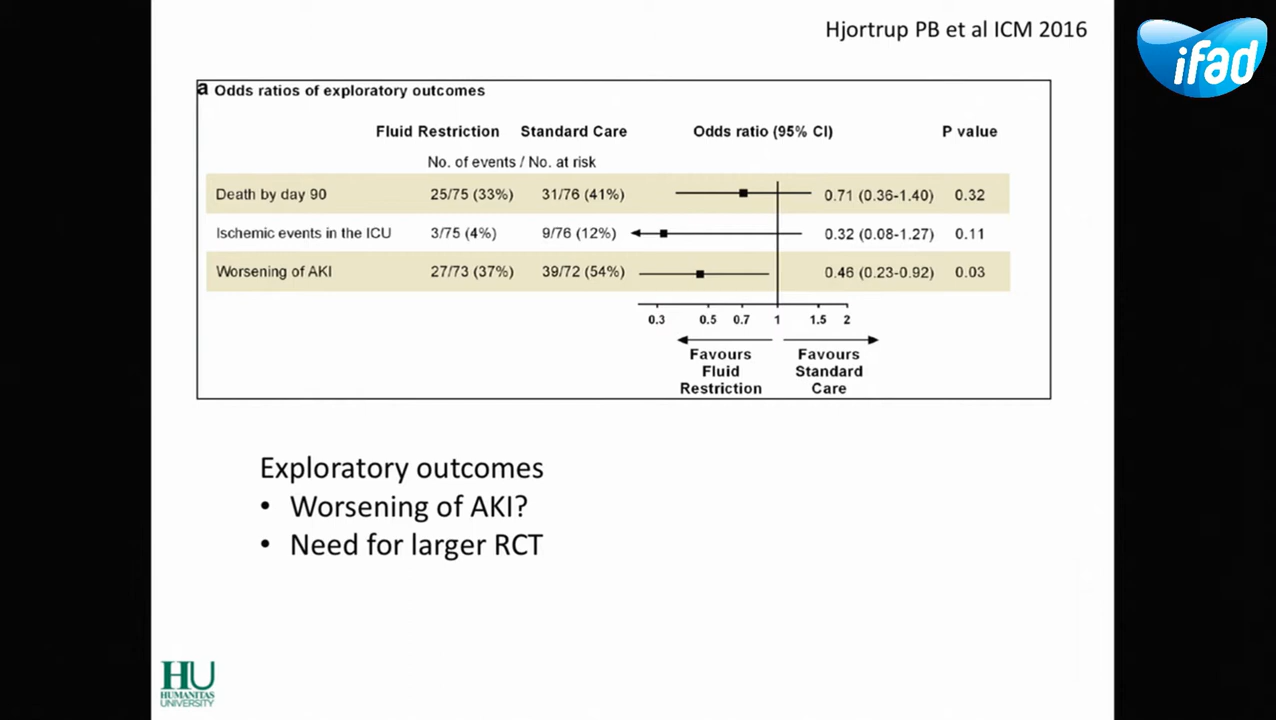 Hjortrup PB et al ICM 2016
ifad
a Odds ratios of exploratory outcomes
Fluid Restriction Standard Care Odds ratio (95% CI) P value
No. of events / No. at risk
Death by day 90 25/75 (33%) 31/76 (41%) 0.71 (0.36-1.40) 0.32
Ischemic events in the ICU 3/75 (4%) 9/76 (12%) 0.32 (0.08-1.27) 0.11
Worsening of AKI 27/73 (37%) 39/72 (54%) 0.46 (0.23-0.92) 0.03
0.3 0.5 0.7 1 1.5 2
Favours Favours
Fluid Standard
Restriction Care
Exploratory outcomes
• Worsening of AKI?
• Need for larger RCT
HU
HUMANITAS
UNIVERSITY